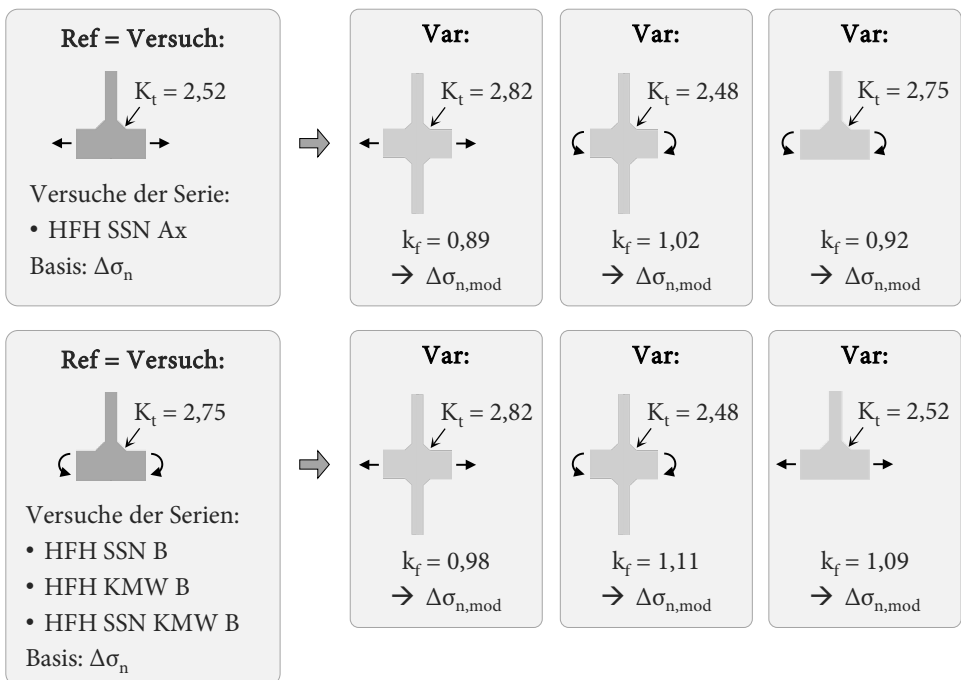 Ref = Versuch:
K_t = 2,52
Versuche der Serie:
• HFH SSN Ax
Basis: Δσ_n
Var:
K_t = 2,82
k_f = 0,89
→ Δσ_n,mod
Var:
K_t = 2,48
k_f = 1,02
→ Δσ_n,mod
Var:
K_t = 2,75
k_f = 0,92
→ Δσ_n,mod
Ref = Versuch:
K_t = 2,75
Versuche der Serien:
• HFH SSN B
• HFH KMW B
• HFH SSN KMW B
Basis: Δσ_n
Var:
K_t = 2,82
k_f = 0,98
→ Δσ_n,mod
Var:
K_t = 2,48
k_f = 1,11
→ Δσ_n,mod
Var:
K_t = 2,52
k_f = 1,09
→ Δσ_n,mod